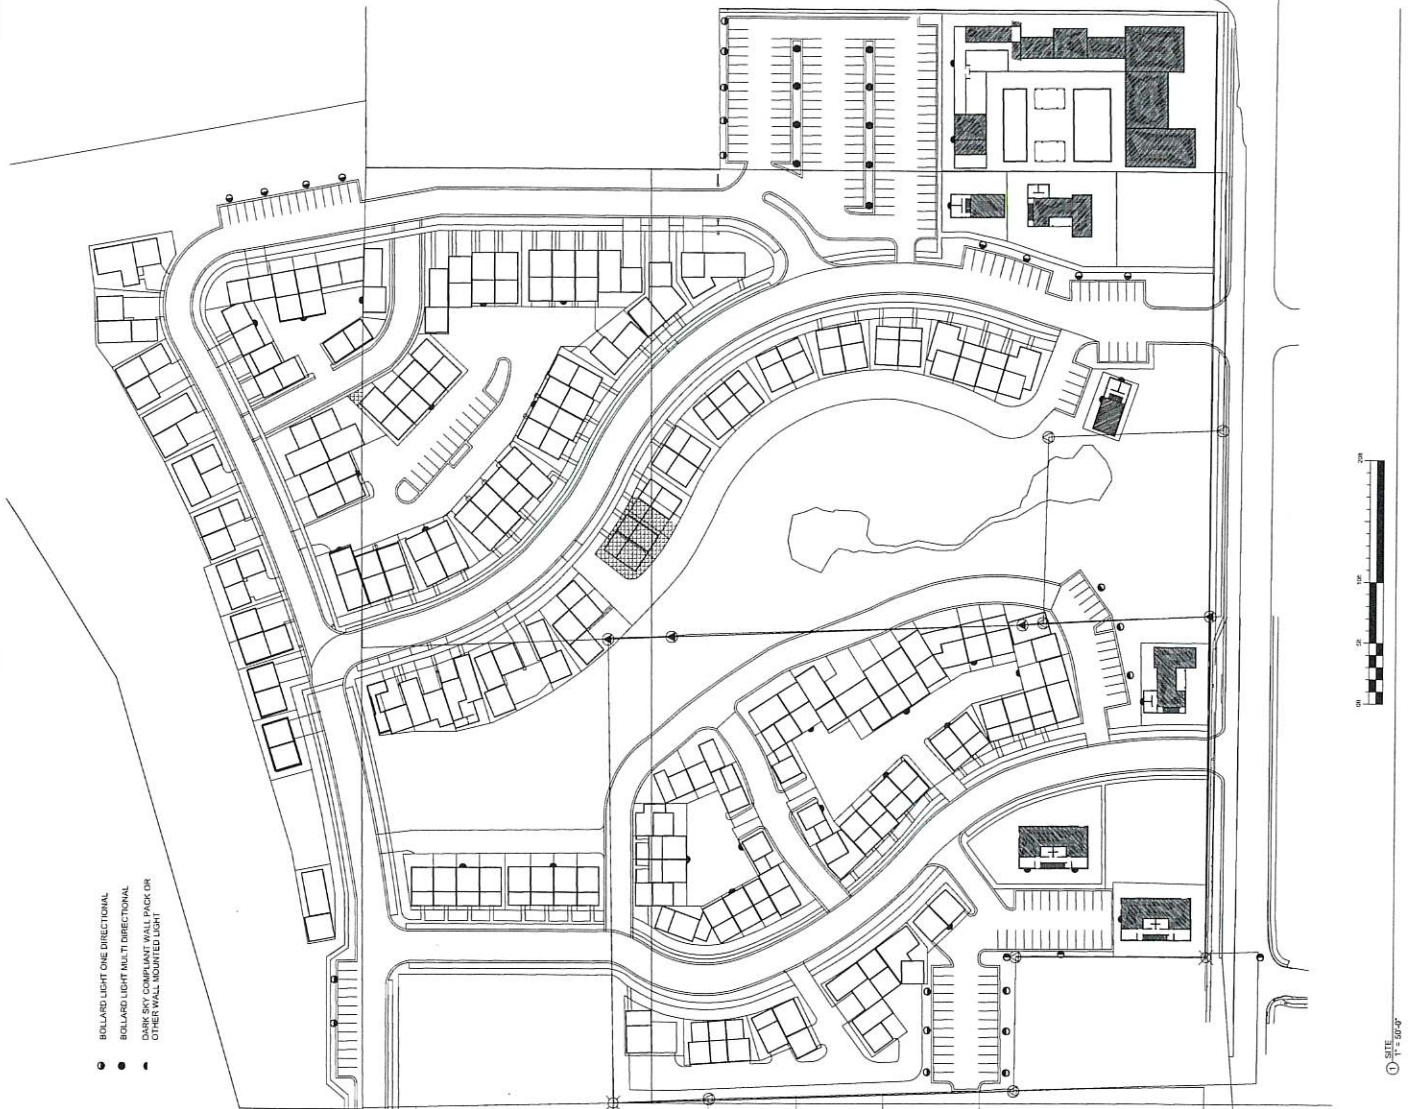 BOLLARD LIGHT ONE DIRECTIONAL
BOLLARD LIGHT MULTI DIRECTIONAL
DARK SKY COMPLIANT WALL PACK OR
OTHER WALL MOUNTED LIGHT
1 SITE
1" = 50'-0"